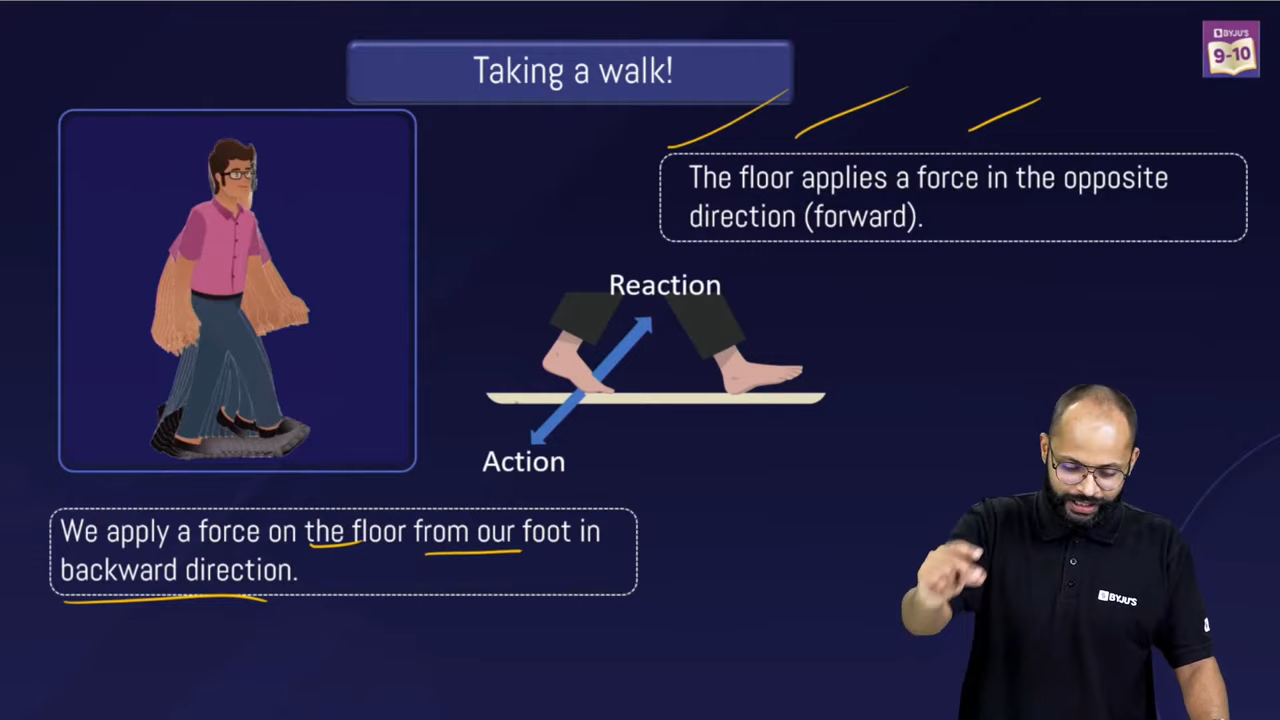 Taking a walk!
BYJU'S
9-10
The floor applies a force in the opposite
direction (forward).
Reaction
Action
We apply a force on the floor from our foot in
backward direction.
BYJU'S